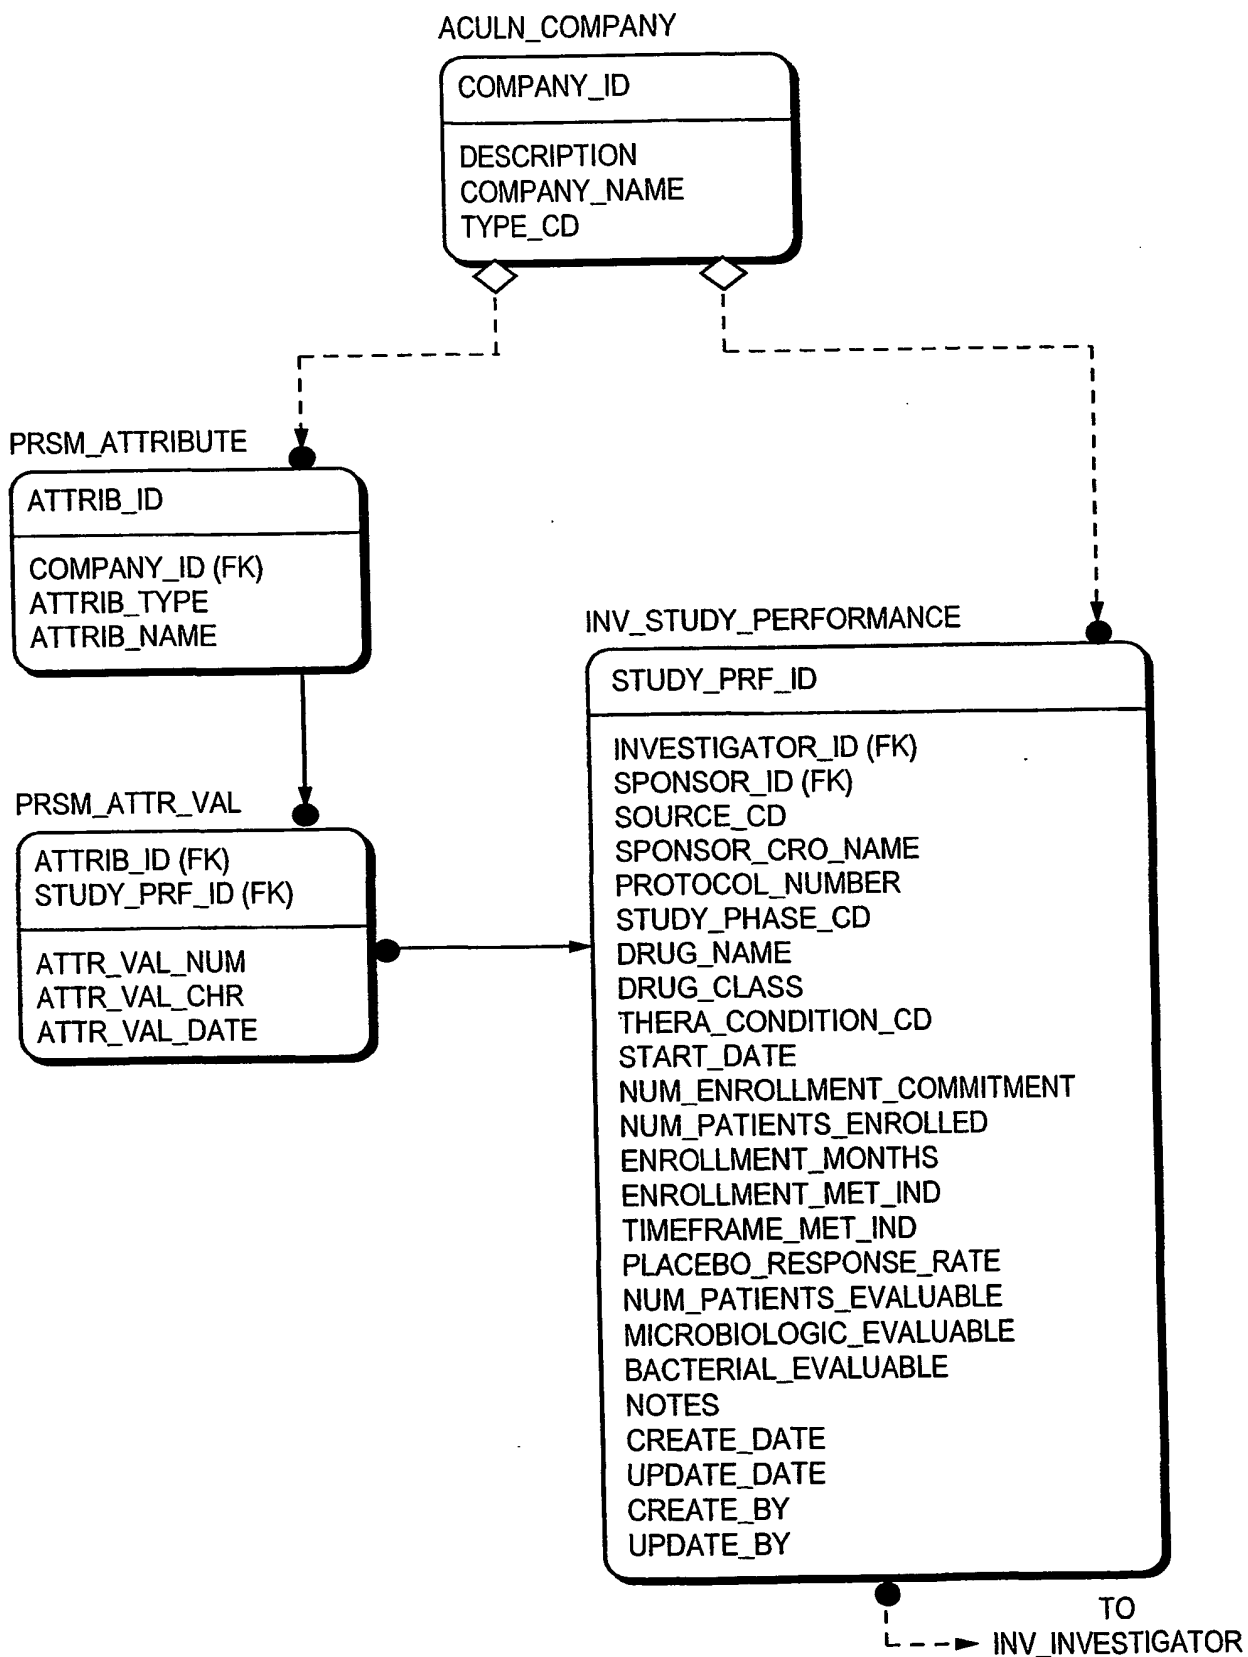 ACULN_COMPANY
COMPANY_ID
DESCRIPTION
COMPANY_NAME
TYPE_CD
PRSM_ATTRIBUTE
ATTRIB_ID
COMPANY_ID (FK)
ATTRIB_TYPE
ATTRIB_NAME
PRSM_ATTR_VAL
ATTRIB_ID (FK)
STUDY_PRF_ID (FK)
ATTR_VAL_NUM
ATTR_VAL_CHR
ATTR_VAL_DATE
INV_STUDY_PERFORMANCE
STUDY_PRF_ID
INVESTIGATOR_ID (FK)
SPONSOR_ID (FK)
SOURCE_CD
SPONSOR_CRO_NAME
PROTOCOL_NUMBER
STUDY_PHASE_CD
DRUG_NAME
DRUG_CLASS
THERA_CONDITION_CD
START_DATE
NUM_ENROLLMENT_COMMITMENT
NUM_PATIENTS_ENROLLED
ENROLLMENT_MONTHS
ENROLLMENT_MET_IND
TIMEFRAME_MET_IND
PLACEBO_RESPONSE_RATE
NUM_PATIENTS_EVALUABLE
MICROBIOLOGIC_EVALUABLE
BACTERIAL_EVALUABLE
NOTES
CREATE_DATE
UPDATE_DATE
CREATE_BY
UPDATE_BY
TO
INV_INVESTIGATOR